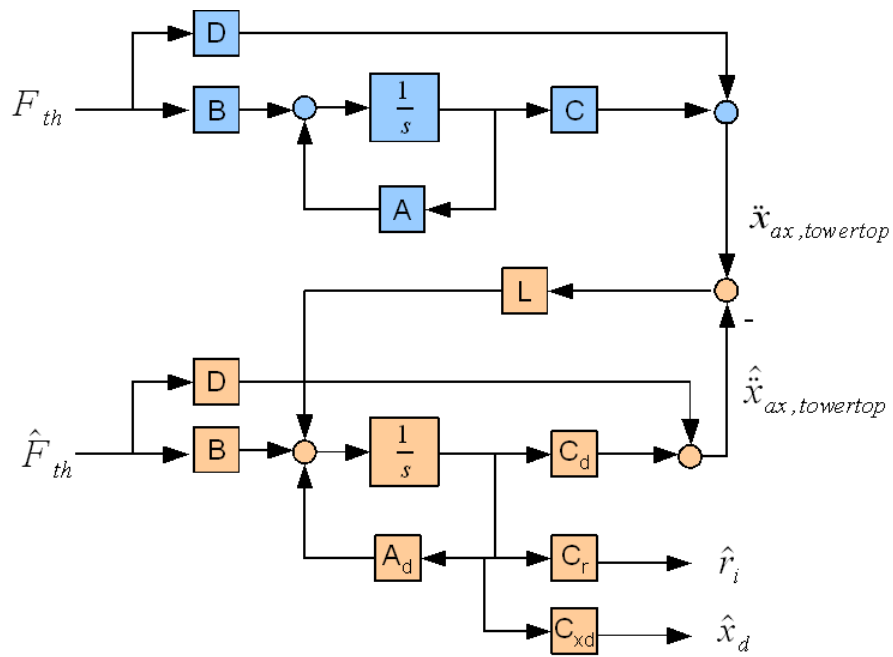 D
F_th
B
1/s
C
A
ẍ_ax,towertop
L
-
D
x̂̈_ax,towertop
F̂_th
B
1/s
C_d
A_d
C_r
r̂_i
C_xd
x̂_d